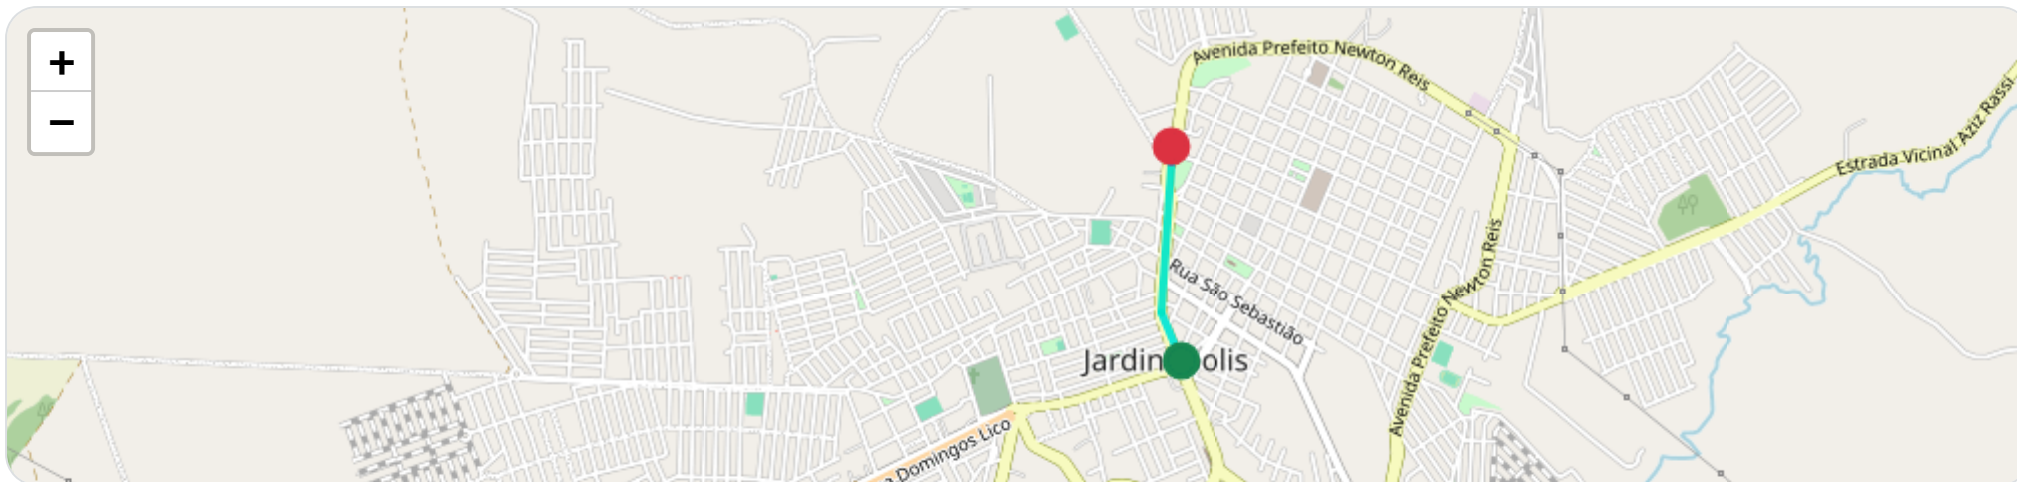 +
−
Avenida Prefeito Newton Reis
Estrada Vicinal Aziz Rassi
Rua São Sebastião
Avenida Prefeito Newton Reis
Jardin olis
Domingos Lico